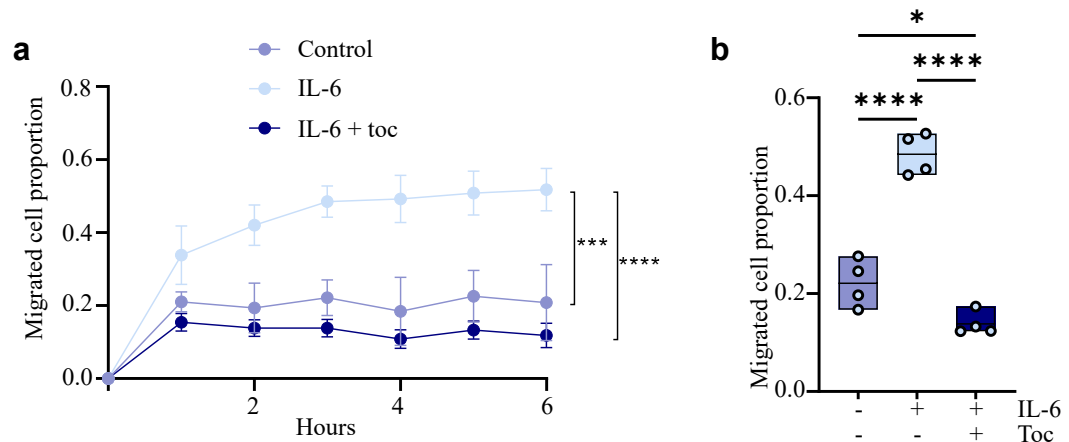 a
Control
IL-6
IL-6 + toc
Migrated cell proportion
0.8
0.6
0.4
0.2
0.0
2
4
6
Hours
***
****
b
*
****
****
Migrated cell proportion
0.6
0.4
0.2
0.0
- + + IL-6
- - + Toc